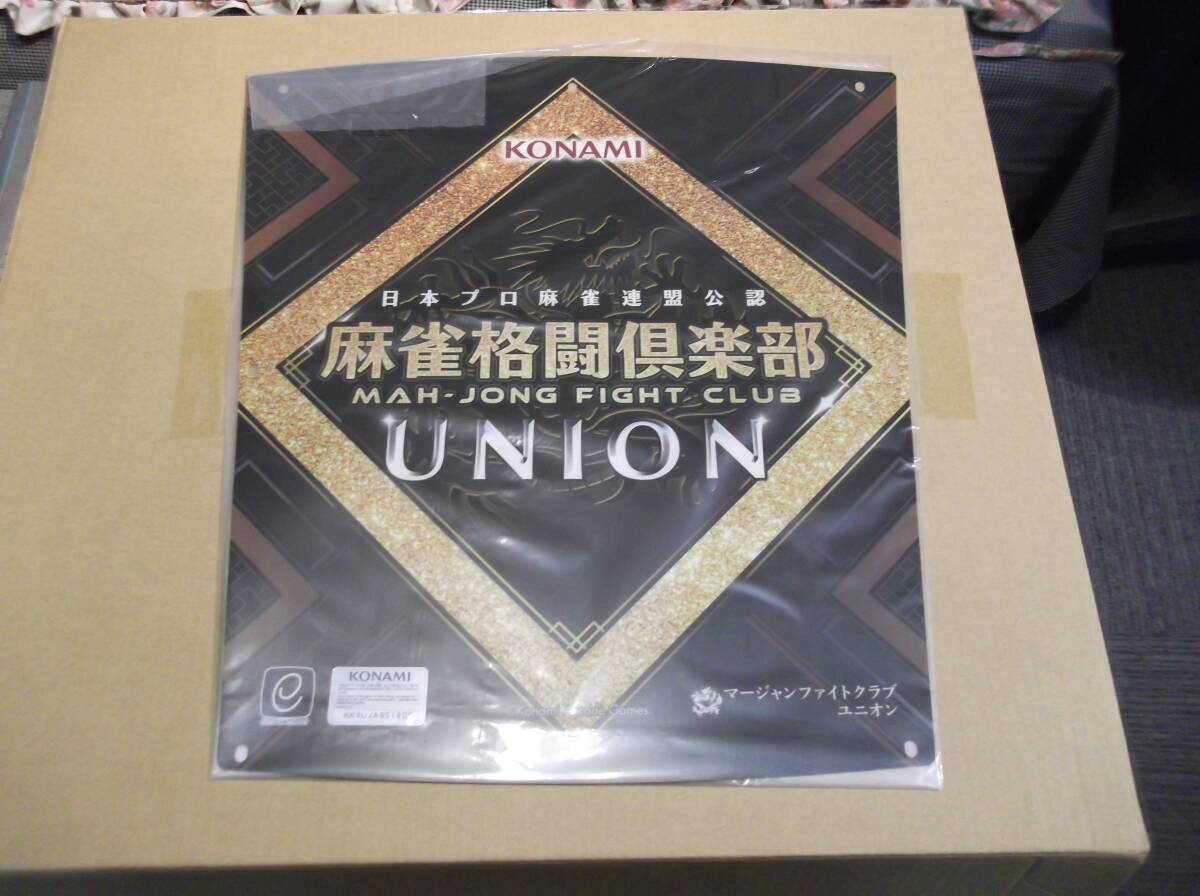 KONAMI
日本プロ麻雀連盟公認
麻雀格闘倶楽部
MAH-JONG FIGHT CLUB
UNION
KONAMI
Games
マージャンファイトクラブ
ユニオン